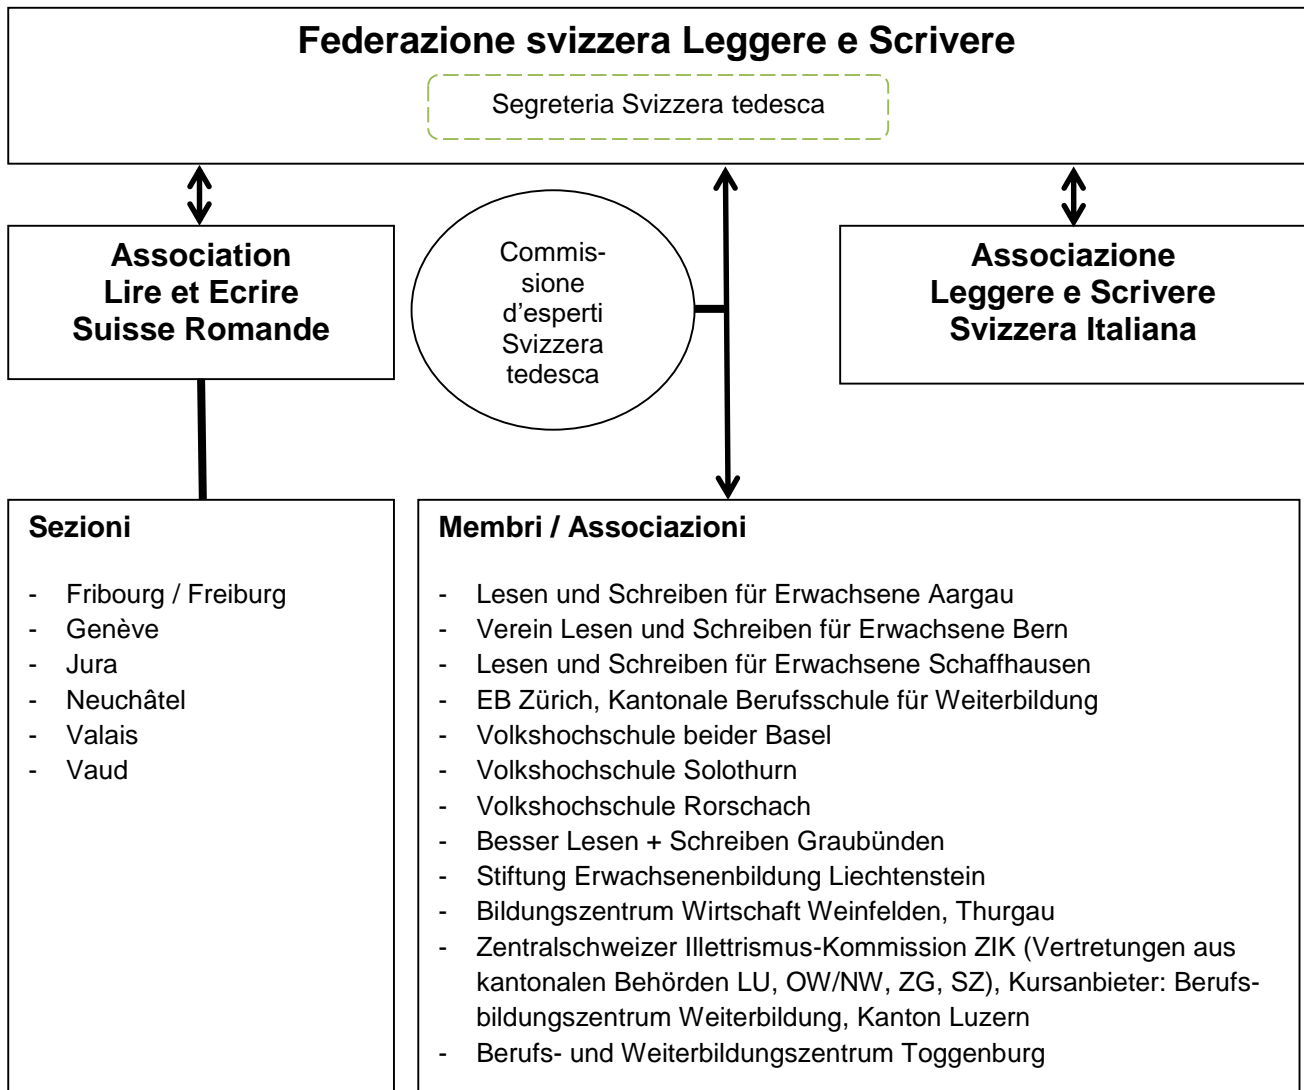 Federazione svizzera Leggere e Scrivere
Segreteria Svizzera tedesca
Association
Lire et Ecrire
Suisse Romande
Commis-
sione
d'esperti
Svizzera
tedesca
Associazione
Leggere e Scrivere
Svizzera Italiana
Sezioni
- Fribourg / Freiburg
- Genève
- Jura
- Neuchâtel
- Valais
- Vaud
Membri / Associazioni
- Lesen und Schreiben für Erwachsene Aargau
- Verein Lesen und Schreiben für Erwachsene Bern
- Lesen und Schreiben für Erwachsene Schaffhausen
- EB Zürich, Kantonale Berufsschule für Weiterbildung
- Volkshochschule beider Basel
- Volkshochschule Solothurn
- Volkshochschule Rorschach
- Besser Lesen + Schreiben Graubünden
- Stiftung Erwachsenenbildung Liechtenstein
- Bildungszentrum Wirtschaft Weinfelden, Thurgau
- Zentralschweizer Illettrismus-Kommission ZIK (Vertretungen aus
kantonalen Behörden LU, OW/NW, ZG, SZ), Kursanbieter: Berufs-
bildungszentrum Weiterbildung, Kanton Luzern
- Berufs- und Weiterbildungszentrum Toggenburg